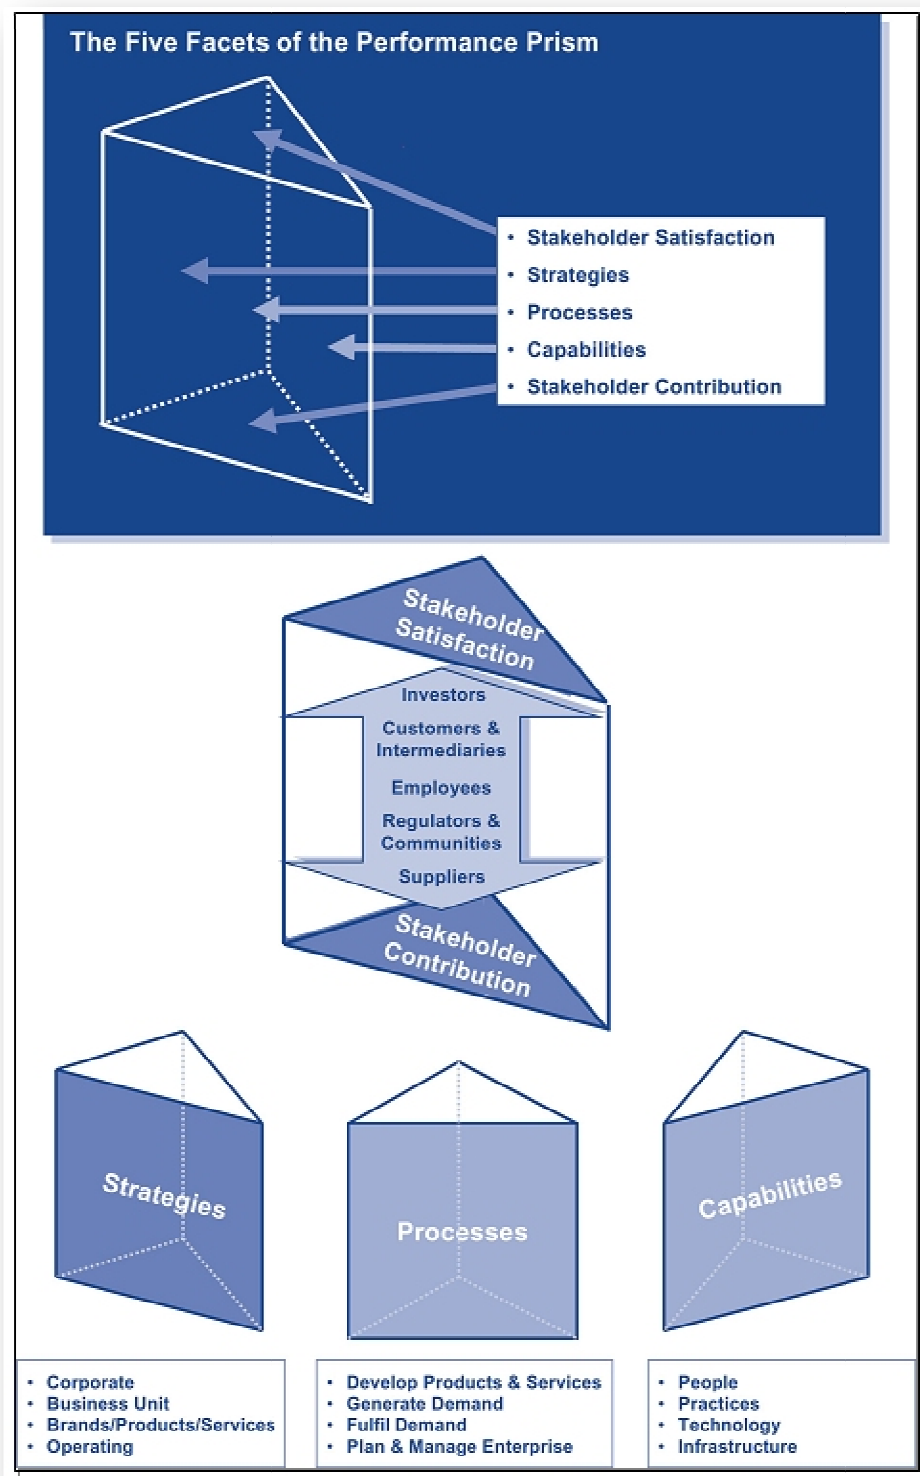 The Five Facets of the Performance Prism
• Stakeholder Satisfaction
• Strategies
• Processes
• Capabilities
• Stakeholder Contribution
Stakeholder
Satisfaction
Investors
Customers &
Intermediaries
Employees
Regulators &
Communities
Suppliers
Stakeholder
Contribution
Strategies
Processes
Capabilities
• Corporate
• Business Unit
• Brands/Products/Services
• Operating
• Develop Products & Services
• Generate Demand
• Fulfil Demand
• Plan & Manage Enterprise
• People
• Practices
• Technology
• Infrastructure